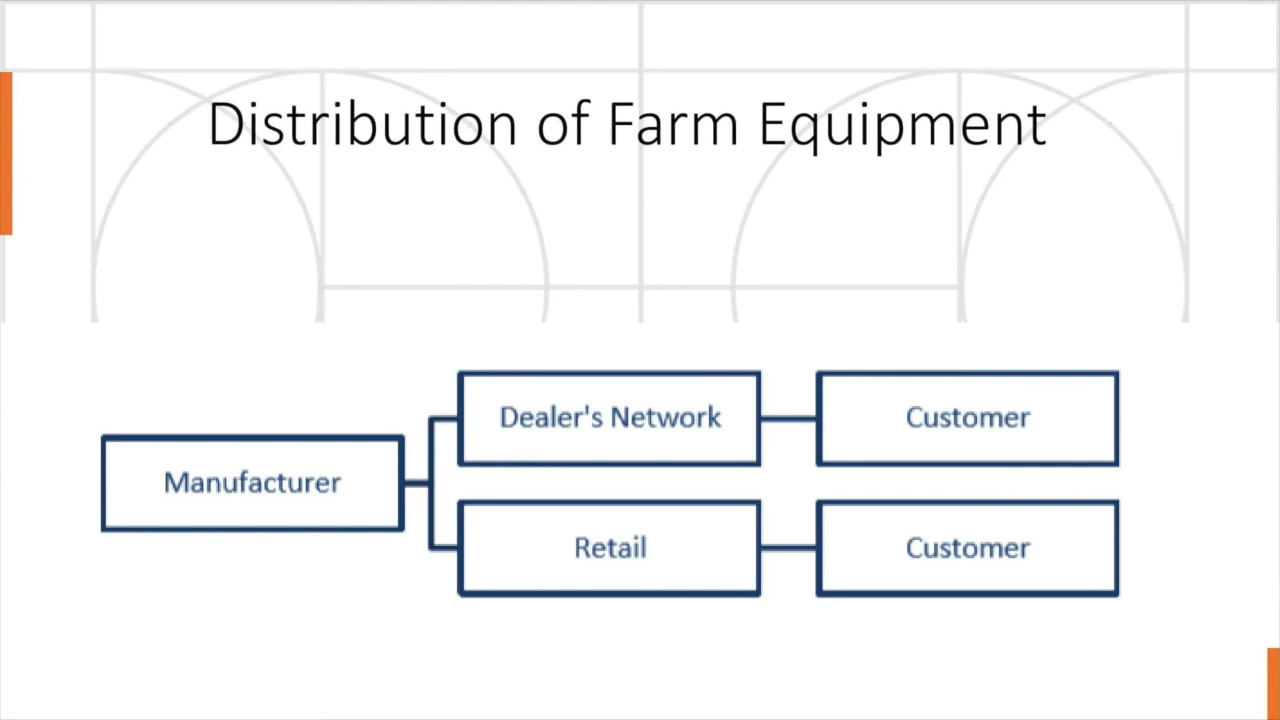 Distribution of Farm Equipment
Manufacturer
Dealer's Network
Customer
Retail
Customer